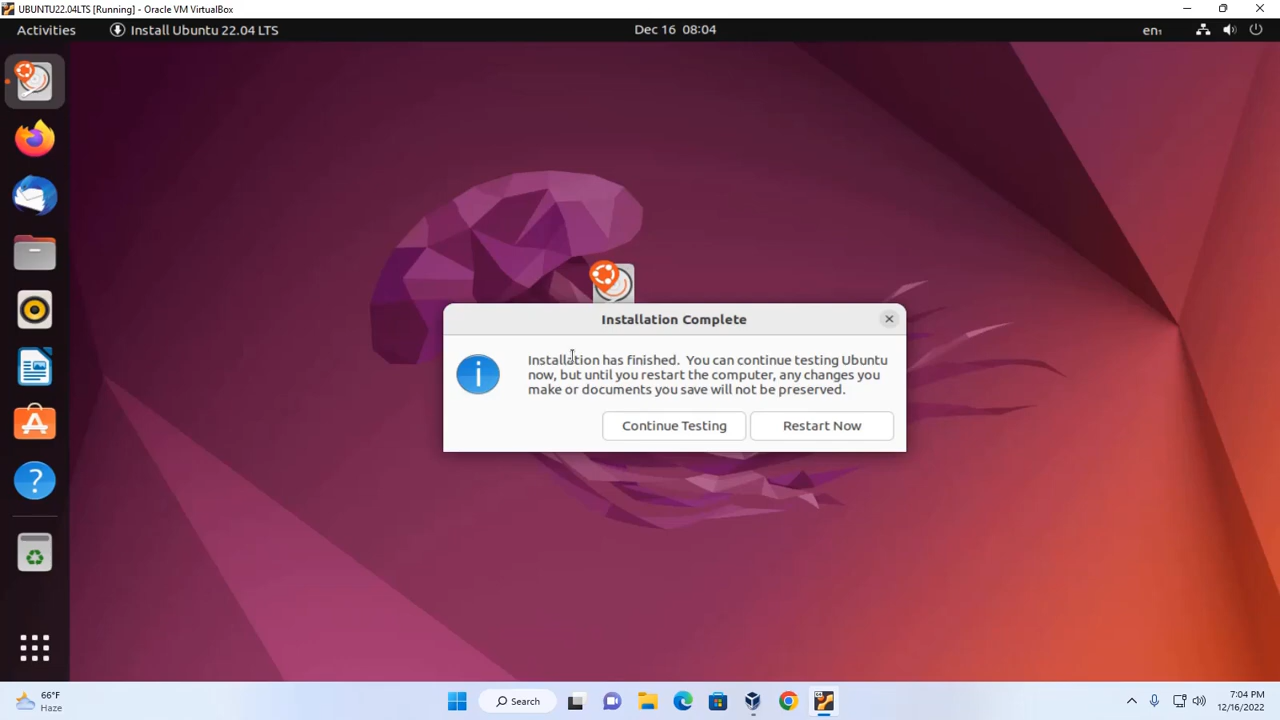 UBUNTU22.04LTS [Running] - Oracle VM VirtualBox
Activities Install Ubuntu 22.04 LTS Dec 16 08:04 en₁
Installation Complete
Installation has finished. You can continue testing Ubuntu
now, but until you restart the computer, any changes you
make or documents you save will not be preserved.
Continue Testing Restart Now
66°F
Haze
Search
7:04 PM
12/16/2022